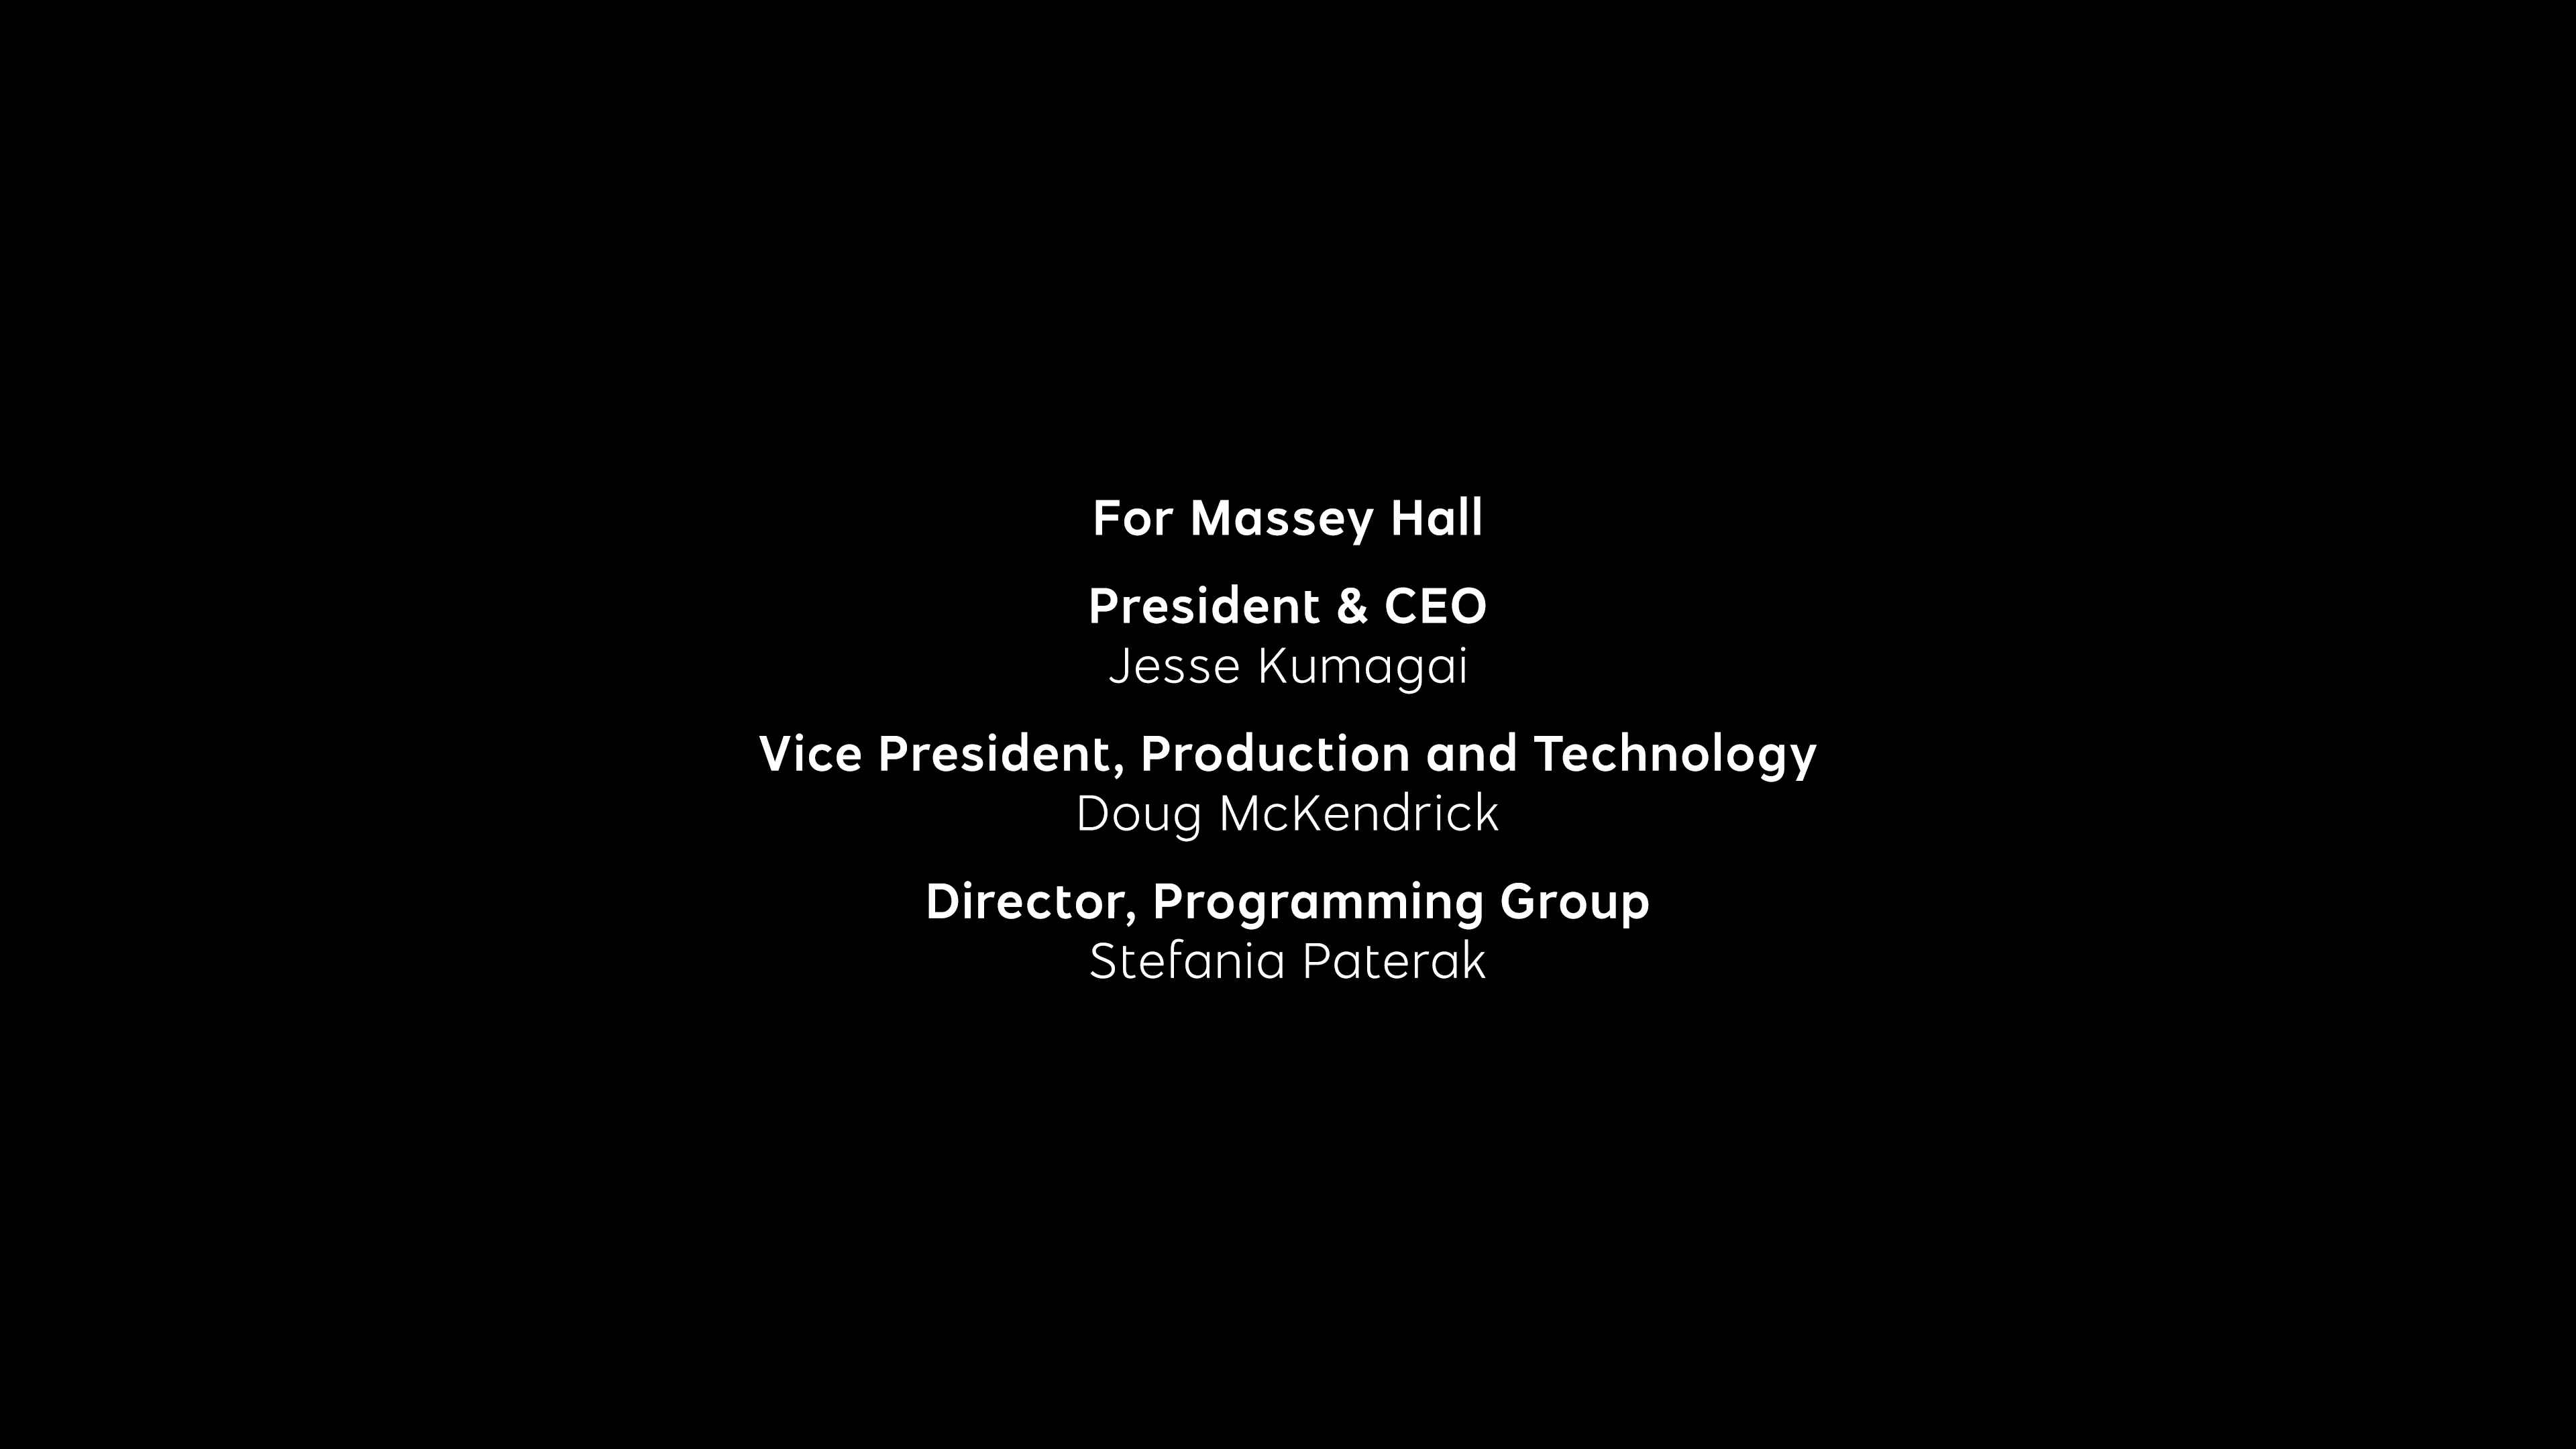 For Massey Hall
President & CEO
Jesse Kumagai
Vice President, Production and Technology
Doug McKendrick
Director, Programming Group
Stefania Paterak